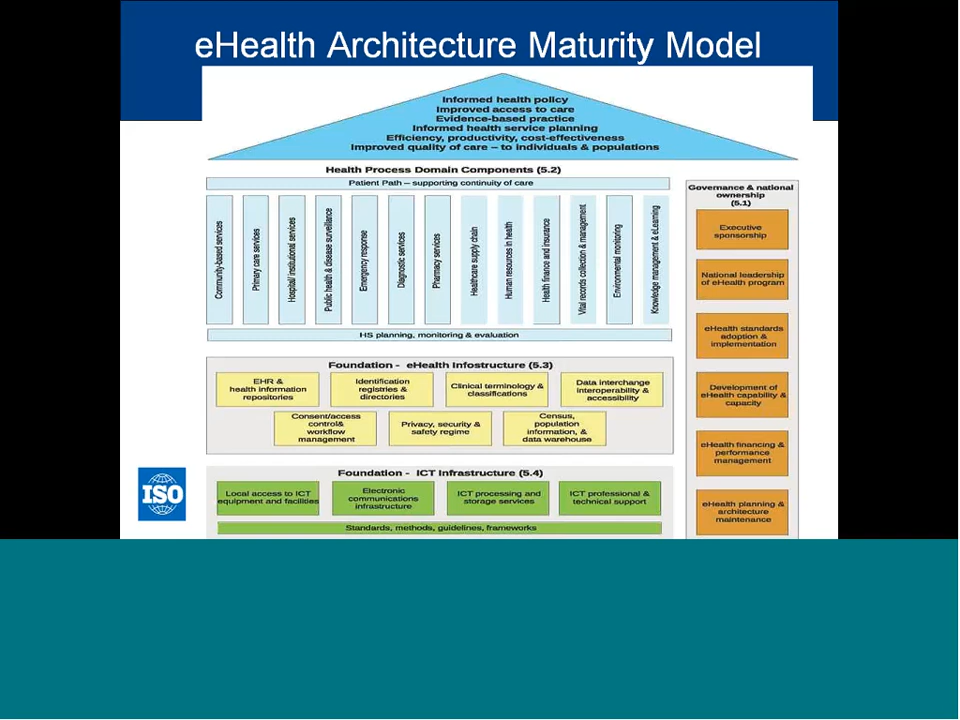 eHealth Architecture Maturity Model
Informed health policy
Improved access to care
Evidence-based practice
Informed health service planning
Efficiency, productivity, cost-effectiveness
Improved quality of care – to individuals & populations
Health Process Domain Components (5.2)
Patient Path – supporting continuity of care
Community-based services
Primary care services
Hospital/ institutional services
Public health & disease surveillance
Emergency response
Diagnostic services
Pharmacy services
Healthcare supply chain
Human resources in health
Health finance and insurance
Vital records collection & management
Environmental monitoring
Knowledge management & eLearning
HS planning, monitoring & evaluation
Foundation - eHealth Infostructure (5.3)
EHR &
health information
repositories
Identification
registries &
directories
Clinical terminology &
classifications
Data interchange
interoperability &
accessibility
Consent/access
control&
workflow
management
Privacy, security &
safety regime
Census,
population
information, &
data warehouse
Foundation - ICT Infrastructure (5.4)
Local access to ICT
equipment and facilities
Electronic
communications
infrastructure
ICT processing and
storage services
ICT professional &
technical support
Standards, methods, guidelines, frameworks
Governance & national
ownership
(5.1)
Executive
sponsorship
National leadership
of eHealth program
eHealth standards
adoption &
implementation
Development of
eHealth capability &
capacity
eHealth financing &
performance
management
eHealth planning &
architecture
maintenance
ISO